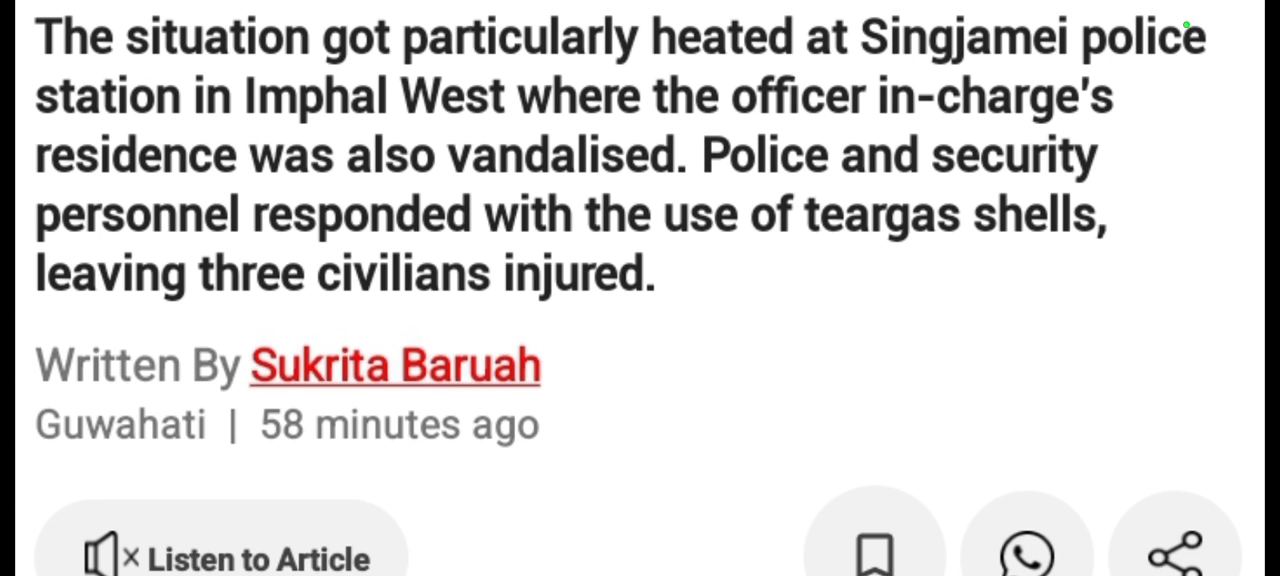 The situation got particularly heated at Singjamei police
station in Imphal West where the officer in-charge's
residence was also vandalised. Police and security
personnel responded with the use of teargas shells,
leaving three civilians injured.
Written By Sukrita Baruah
Guwahati | 58 minutes ago
Listen to Article